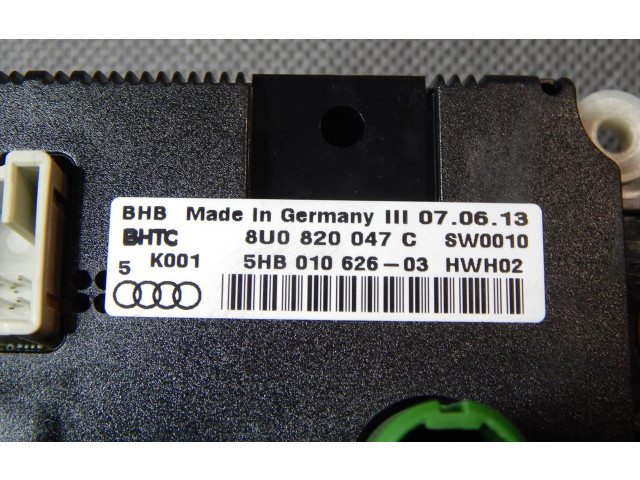 BHB Made In Germany III 07.06.13
BHTC 8U0 820 047 C SW0010
5 K001 5HB 010 626-03 HWH02